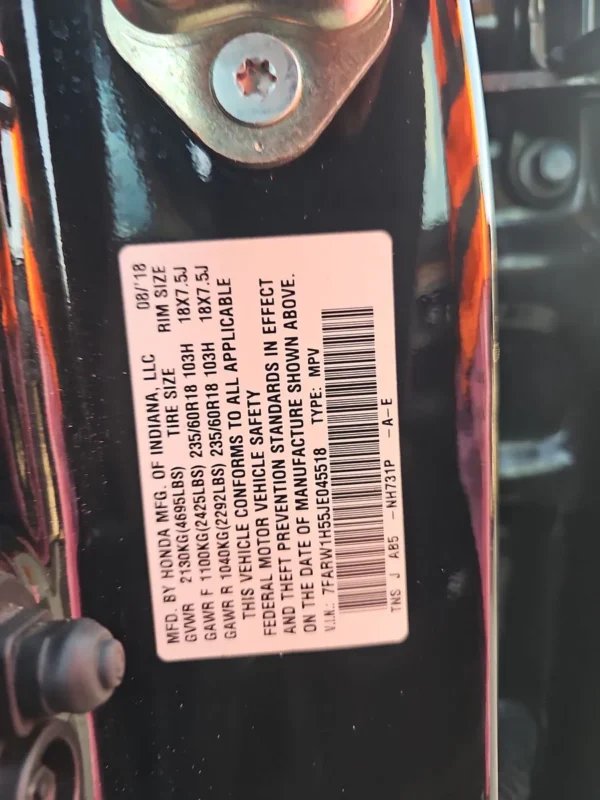 MFD. BY HONDA MFG. OF INDIANA, LLC 08/'18
GVWR 2130KG(4695LBS) TIRE SIZE RIM SIZE
GAWR F 1100KG(2425LBS) 235/60R18 103H 18X7.5J
GAWR R 1040KG(2292LBS) 235/60R18 103H 18X7.5J
THIS VEHICLE CONFORMS TO ALL APPLICABLE
FEDERAL MOTOR VEHICLE SAFETY
AND THEFT PREVENTION STANDARDS IN EFFECT
ON THE DATE OF MANUFACTURE SHOWN ABOVE.
V.I.N.: 7FARW1H55JE045518 TYPE: MPV
TNS J AB5 -NH731P -A-E